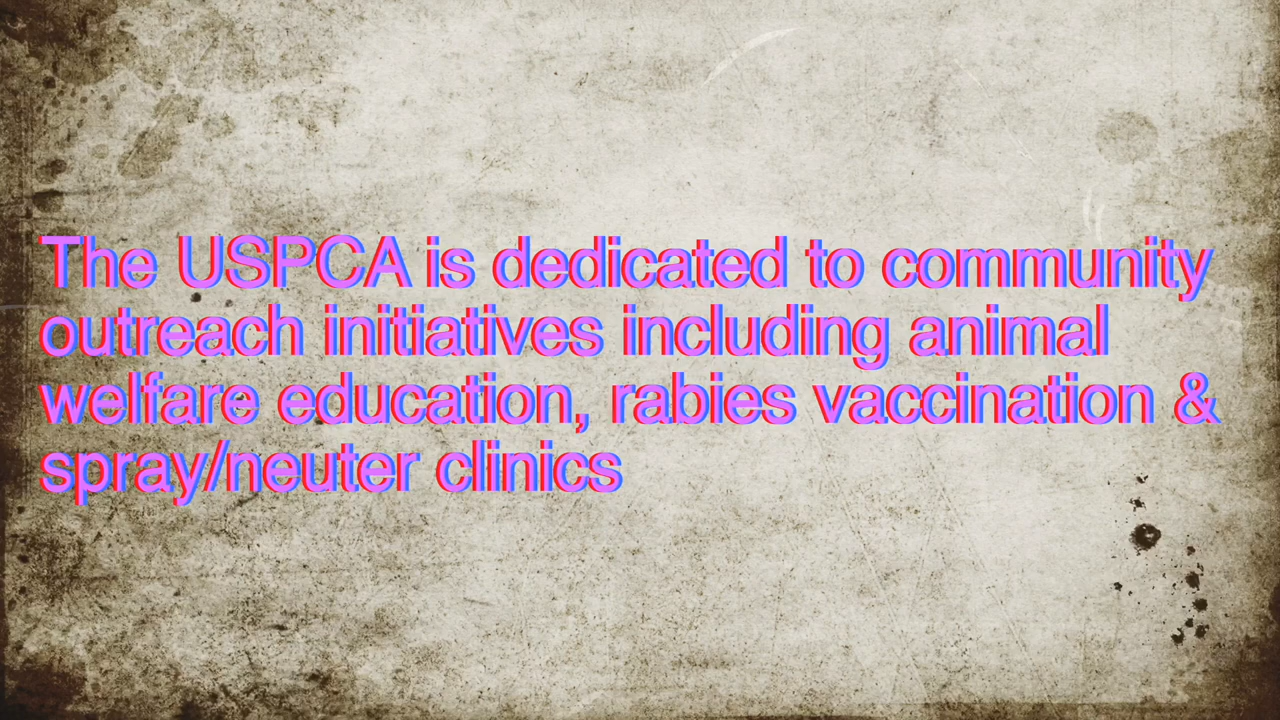 The USPCA is dedicated to community
outreach initiatives including animal
welfare education, rabies vaccination &
spray/neuter clinics